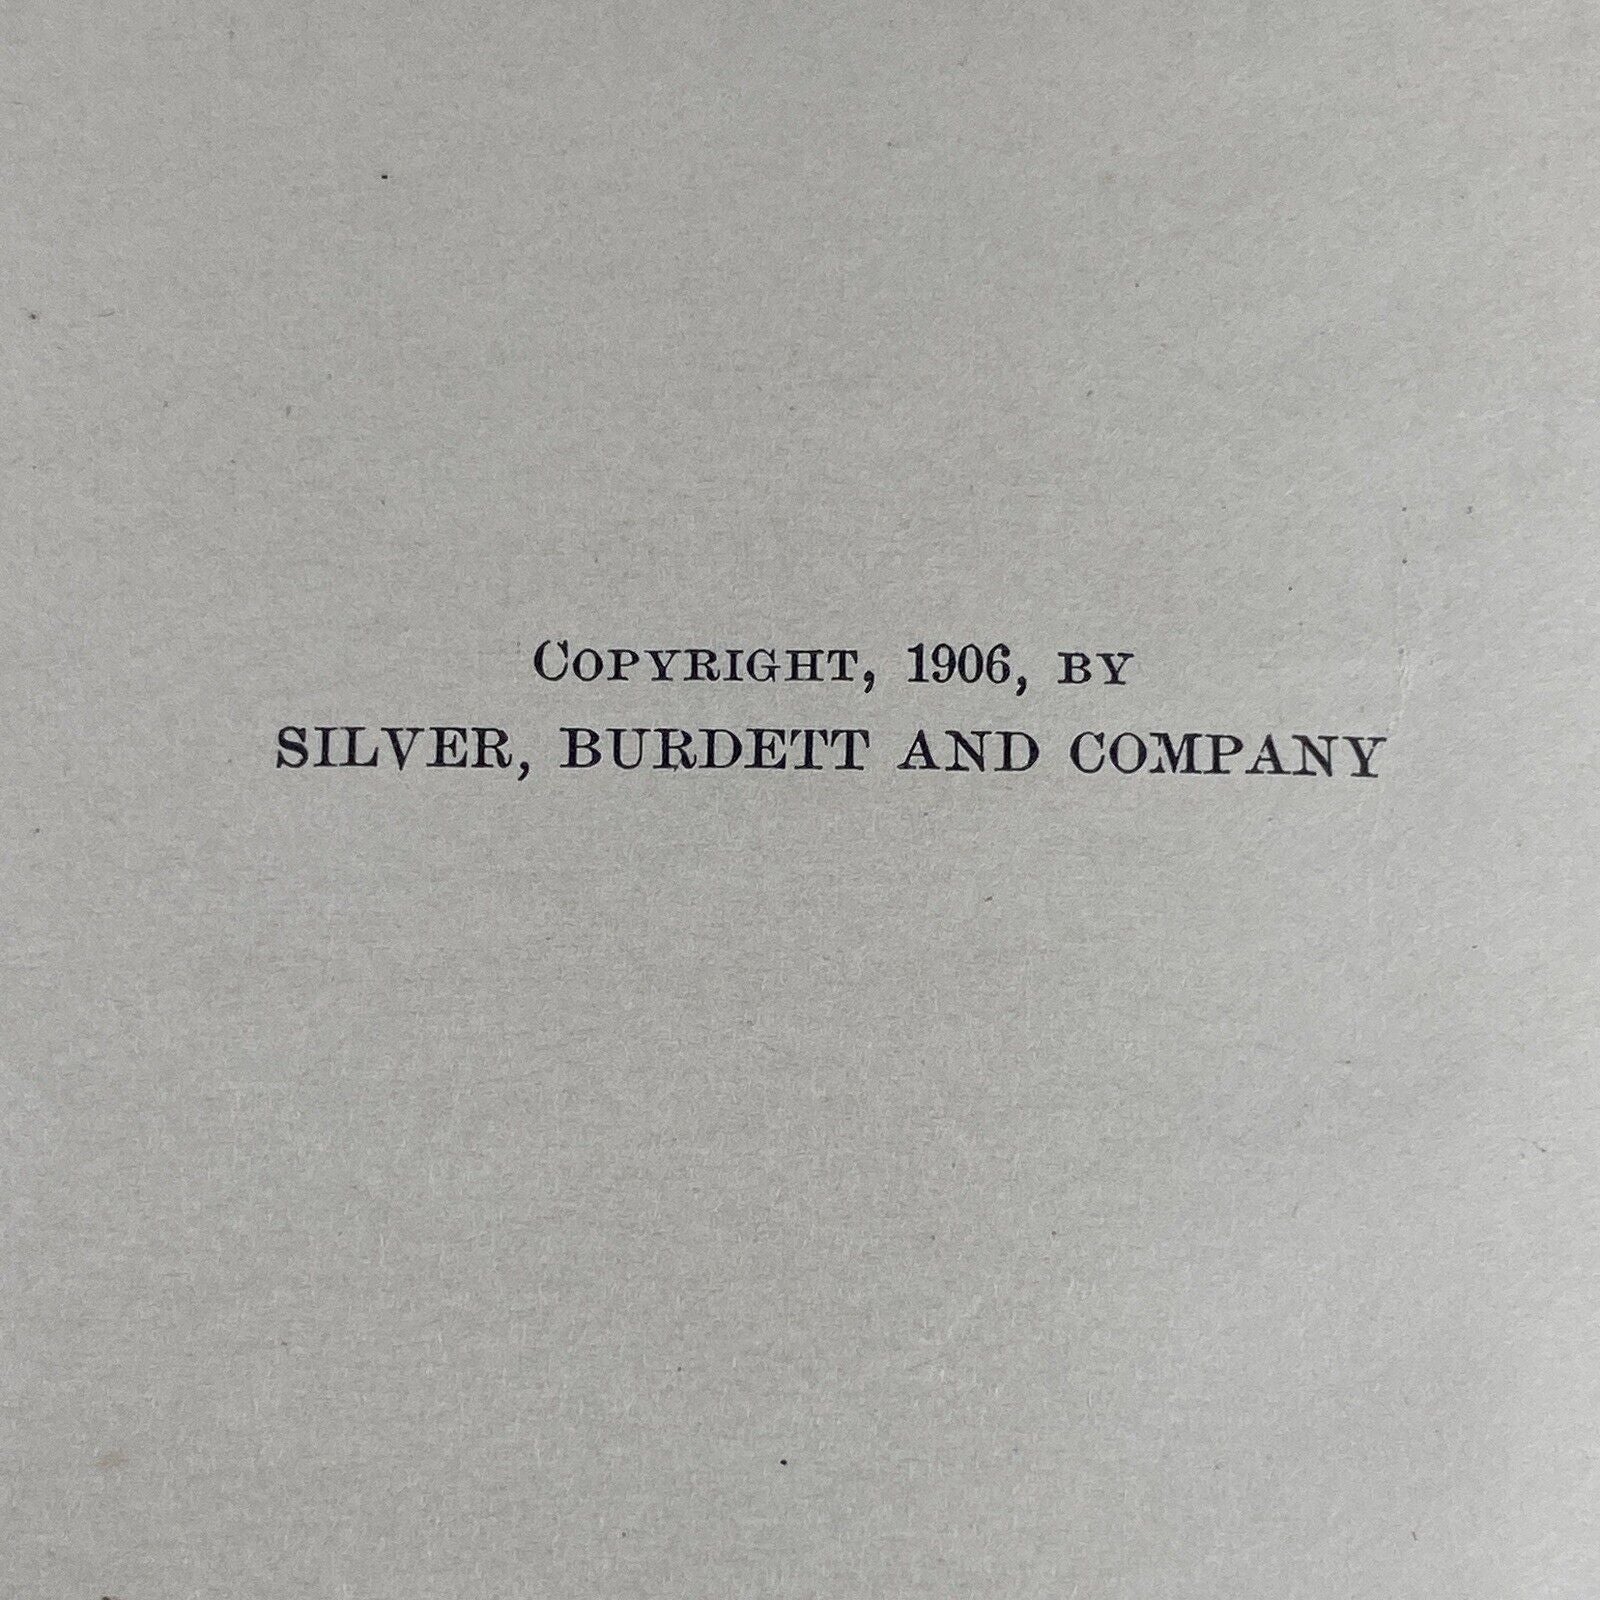 Copyright, 1906, by
SILVER, BURDETT AND COMPANY